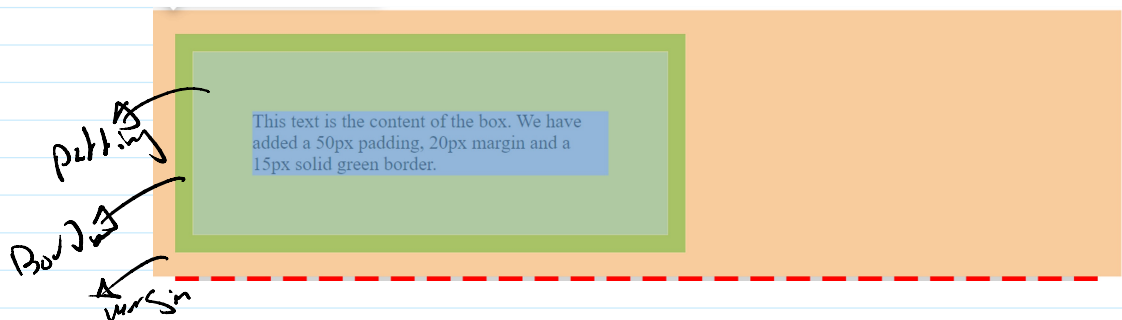 This text is the content of the box. We have
added a 50px padding, 20px margin and a
15px solid green border.
padding
Border
margin